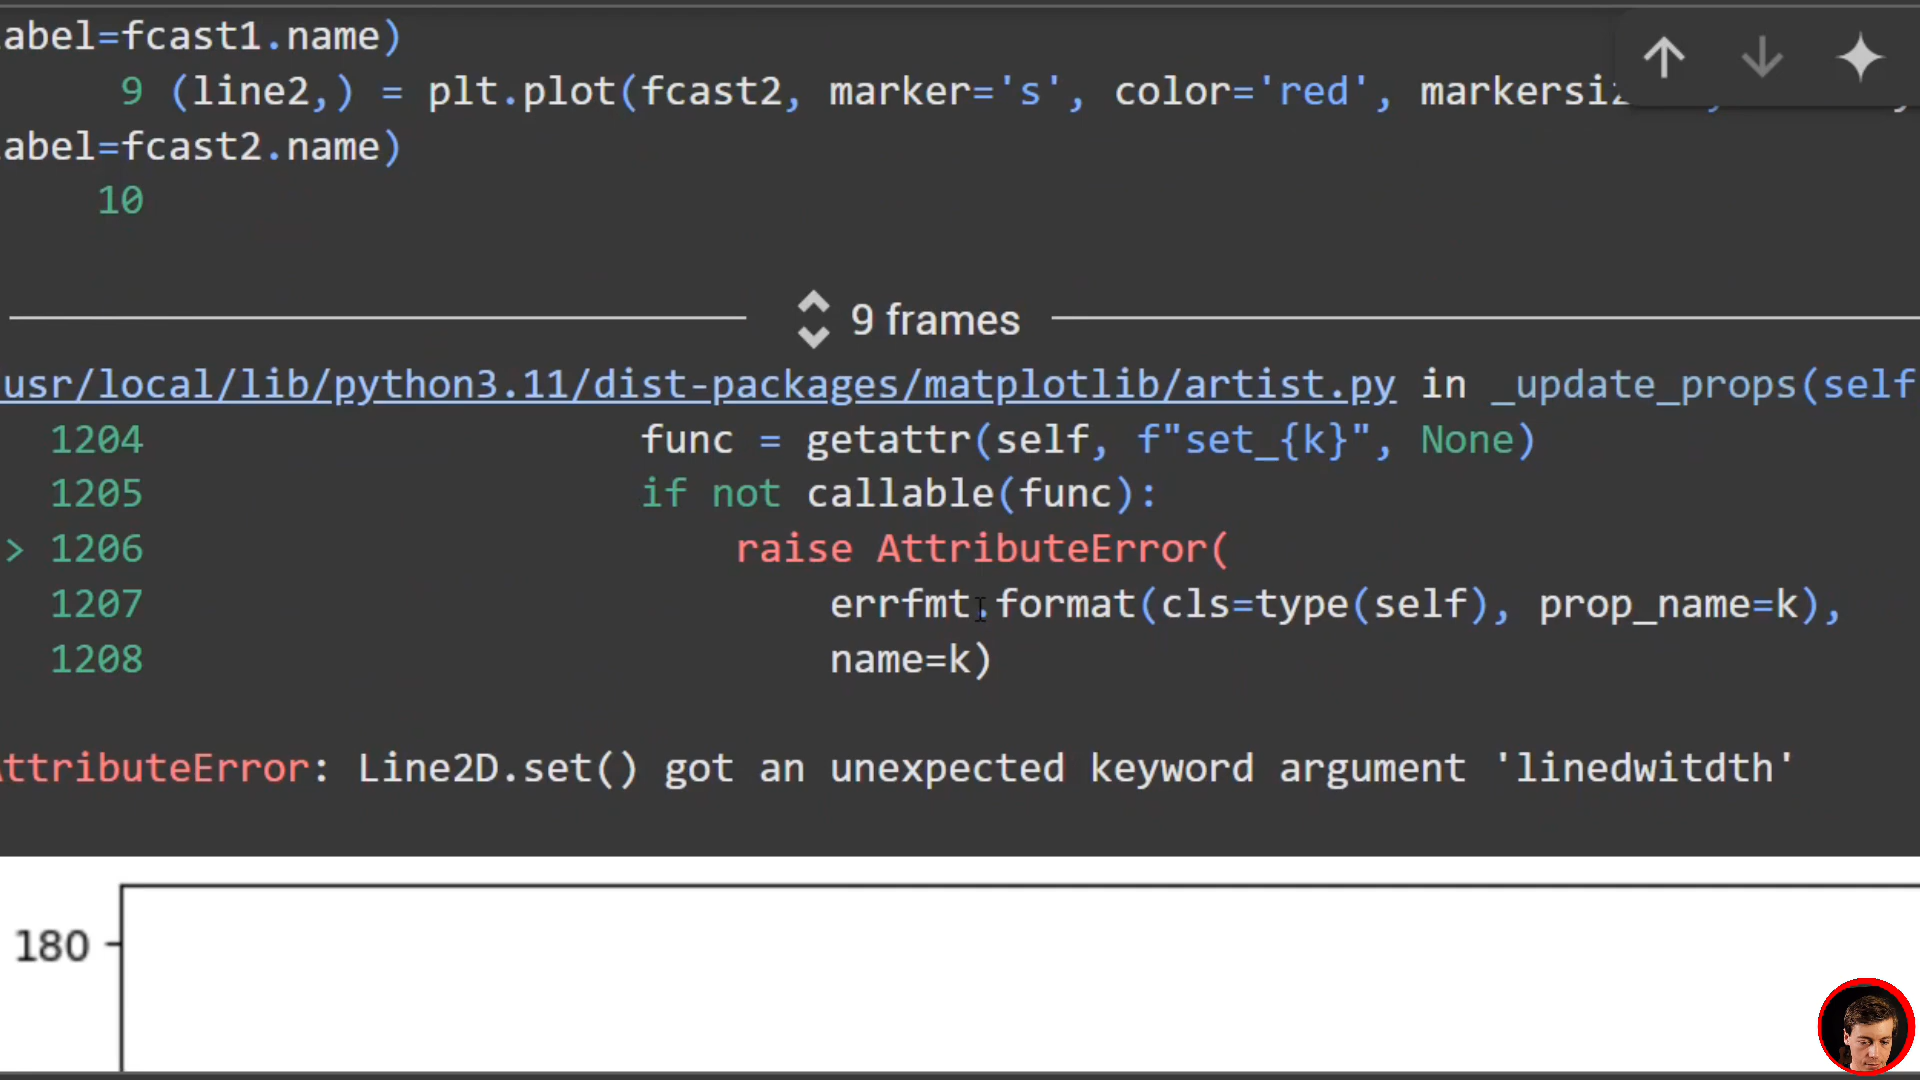 abel=fcast1.name)
9 (line2,) = plt.plot(fcast2, marker='s', color='red', markersiz
abel=fcast2.name)
10
9 frames
usr/local/lib/python3.11/dist-packages/matplotlib/artist.py in _update_props(self
1204 func = getattr(self, f"set_{k}", None)
1205 if not callable(func):
> 1206 raise AttributeError(
1207 errfmt.format(cls=type(self), prop_name=k),
1208 name=k)
AttributeError: Line2D.set() got an unexpected keyword argument 'linedwitdth'
180